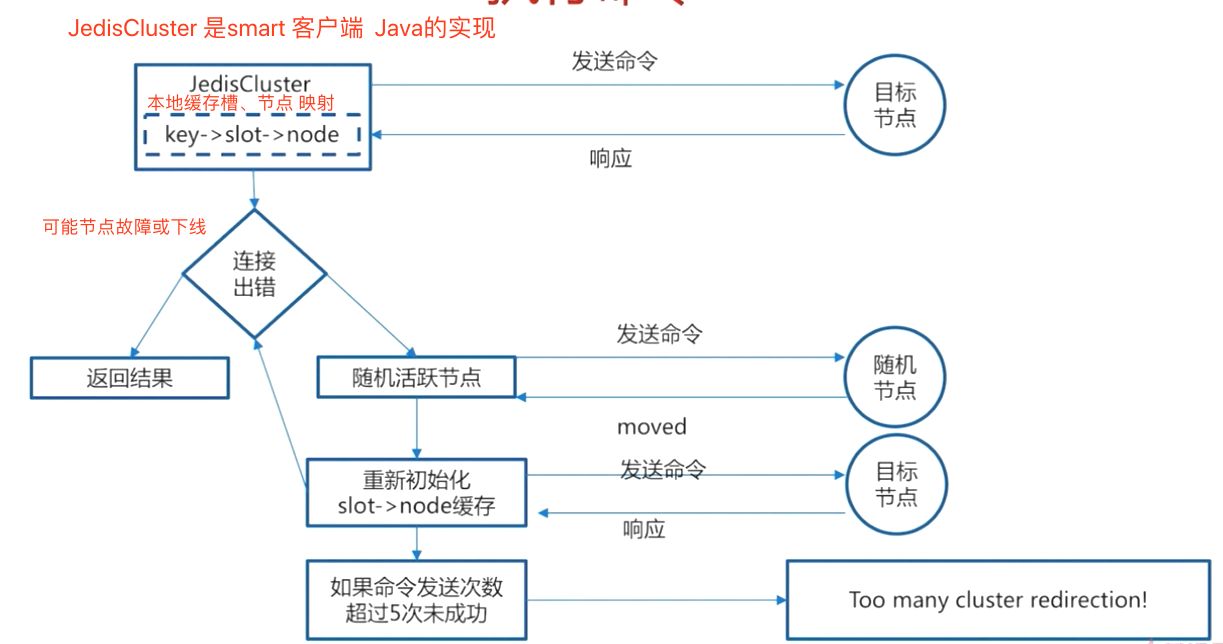 JedisCluster 是smart 客户端 Java的实现
JedisCluster
本地缓存槽、节点 映射
key->slot->node
发送命令
响应
目标
节点
可能节点故障或下线
连接
出错
返回结果
随机活跃节点
发送命令
moved
随机
节点
重新初始化
slot->node缓存
发送命令
响应
目标
节点
如果命令发送次数
超过5次未成功
Too many cluster redirection!